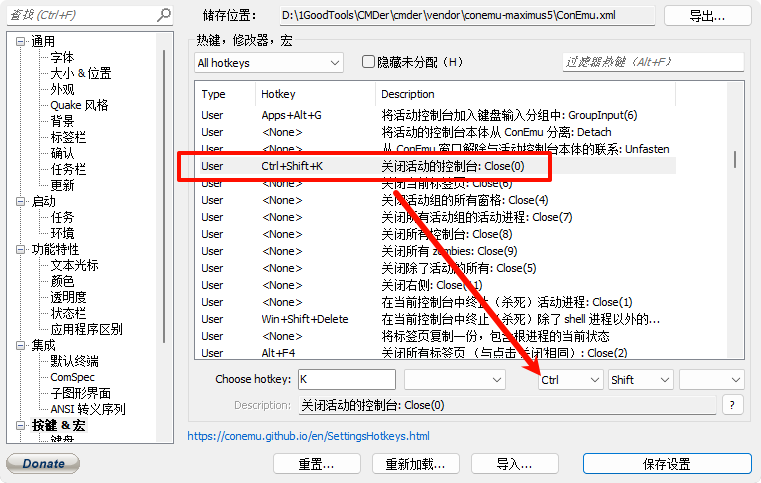 查找 (Ctrl+F)
储存位置: D:\1GoodTools\CMDer\cmder\vendor\conemu-maximus5\ConEmu.xml 导出...
通用
字体
大小 & 位置
外观
Quake 风格
背景
标签栏
确认
任务栏
更新
启动
任务
环境
功能特性
文本光标
颜色
透明度
状态栏
应用程序区别
集成
默认终端
ComSpec
子图形界面
ANSI 转义序列
按键 & 宏
键盘
热键，修改器，宏
All hotkeys 隐藏未分配（H） 过滤器热键 (Alt+F)
Type Hotkey Description
User Apps+Alt+G 将活动控制台加入键盘输入分组中: GroupInput(6)
User <None> 将活动的控制台本体从 ConEmu 分离: Detach
User <None> 从 ConEmu 窗口解除与活动控制台本体的联系: Unfasten
User Ctrl+Shift+K 关闭活动的控制台: Close(0)
User <None> 关闭当前标签页: Close(6)
User <None> 关闭活动组的所有窗格: Close(4)
User <None> 关闭所有活动组的活动进程: Close(7)
User <None> 关闭所有控制台: Close(8)
User <None> 关闭所有 zombies: Close(9)
User <None> 关闭除了活动的所有: Close(5)
User <None> 关闭右侧: Close(11)
User <None> 在当前控制台中终止（杀死）活动进程: Close(1)
User Win+Shift+Delete 在当前控制台中终止（杀死）除了 shell 进程以外的...
User <None> 将标签页复制一份，包含根进程的当前状态
User Alt+F4 关闭所有标签页（与点击'关闭'相同）: Close(2)
Choose hotkey: K Ctrl Shift
Description: 关闭活动的控制台: Close(0) ?
https://conemu.github.io/en/SettingsHotkeys.html
Donate 重置... 重新加载... 导入... 保存设置